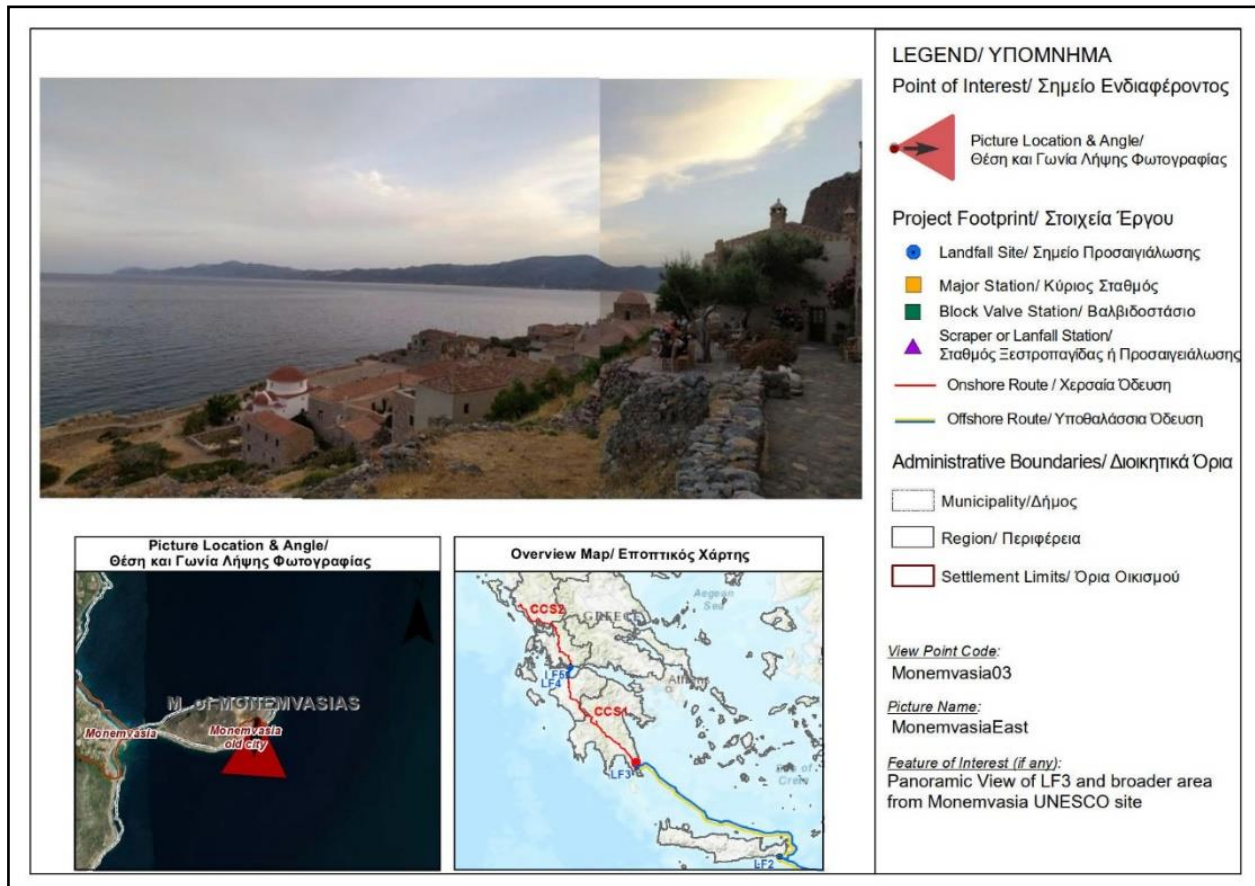 LEGEND/ ΥΠΟΜΝΗΜΑ
Point of Interest/ Σημείο Ενδιαφέροντος
Picture Location & Angle/
Θέση και Γωνία Λήψης Φωτογραφίας
Project Footprint/ Στοιχεία Έργου
Landfall Site/ Σημείο Προσαιγιάλωσης
Major Station/ Κύριος Σταθμός
Block Valve Station/ Βαλβιδοστάσιο
Scraper or Lanfall Station/
Σταθμός Ξεστροπαγίδας ή Προσαιγειάλωσης
Onshore Route / Χερσαία Όδευση
Offshore Route/ Υποθαλάσσια Όδευση
Administrative Boundaries/ Διοικητικά Όρια
Municipality/Δήμος
Region/ Περιφέρεια
Settlement Limits/ Όρια Οικισμού
View Point Code:
Monemvasia03
Picture Name:
MonemvasiaEast
Feature of Interest (if any):
Panoramic View of LF3 and broader area
from Monemvasia UNESCO site
Picture Location & Angle/
Θέση και Γωνία Λήψης Φωτογραφίας
M. of MONEMVASIAS
Monemvasia
Monemvasia
old city
Overview Map/ Εποπτικός Χάρτης
Aegean
Sea
CCS2
GREECE
LF5
LF4
Athens
CCS1
LF3
Sea of
Crete
LF2